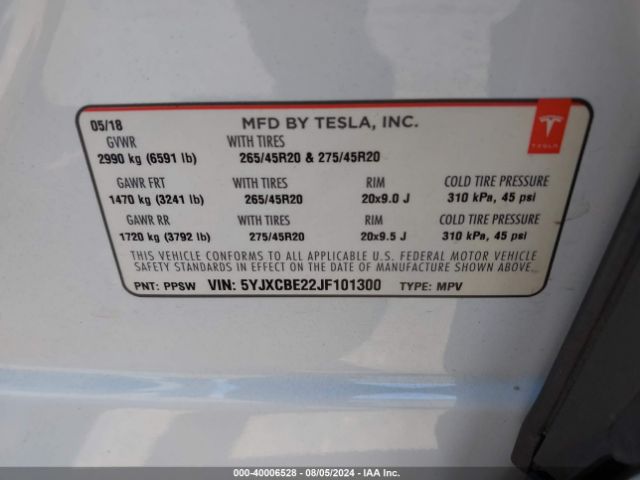 05/18 MFD BY TESLA, INC.
GVWR WITH TIRES
2990 kg (6591 lb) 265/45R20 & 275/45R20
TESLA
GAWR FRT WITH TIRES RIM COLD TIRE PRESSURE
1470 kg (3241 lb) 265/45R20 20x9.0 J 310 kPa, 45 psi
GAWR RR WITH TIRES RIM COLD TIRE PRESSURE
1720 kg (3792 lb) 275/45R20 20x9.5 J 310 kPa, 45 psi
THIS VEHICLE CONFORMS TO ALL APPLICABLE U.S. FEDERAL MOTOR VEHICLE
SAFETY STANDARDS IN EFFECT ON THE DATE OF MANUFACTURE SHOWN ABOVE.
PNT: PPSW VIN: 5YJXCBE22JF101300 TYPE: MPV
000-40006528 - 08/05/2024 - IAA Inc.